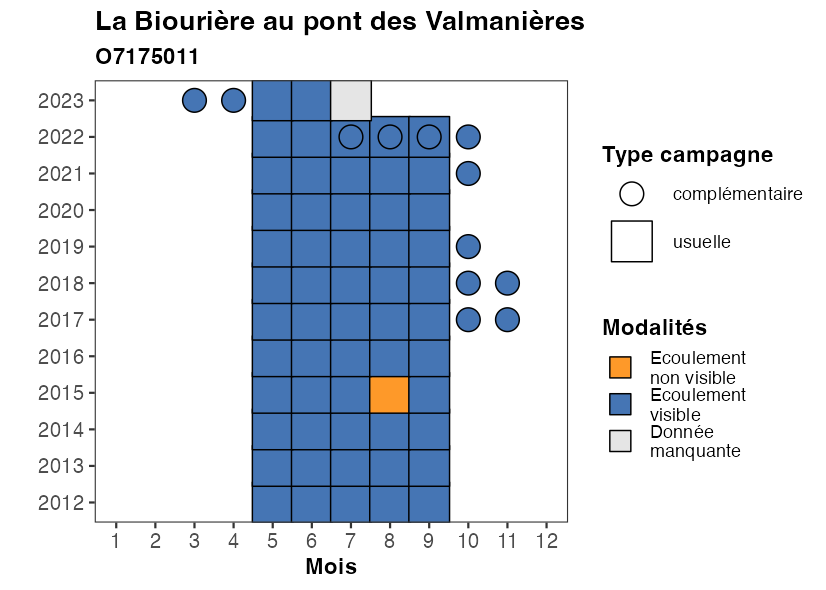 La Biourière au pont des Valmanières
O7175011
2023
2022
2021
2020
2019
2018
2017
2016
2015
2014
2013
2012
1 2 3 4 5 6 7 8 9 10 11 12
Mois
Type campagne
complémentaire
usuelle
Modalités
Ecoulement
non visible
Ecoulement
visible
Donnée
manquante